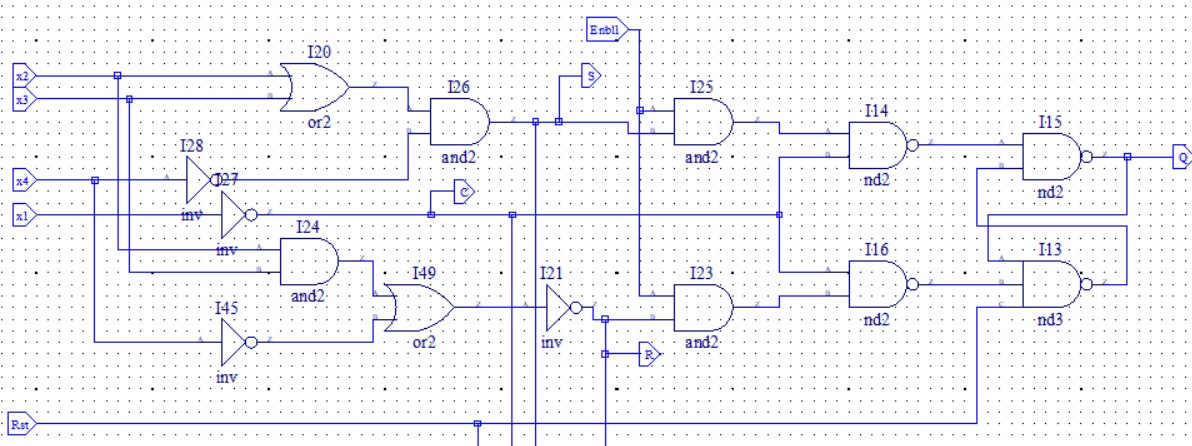 Enbll
I20
x2
A
Z
S
x3
B
or2
I26
A
Z
B
and2
I25
A
Z
B
and2
I14
A
Z
B
nd2
I15
A
Z
B
nd2
Q
I28
x4
A
inv
I27
x1
Z
inv
C
I24
A
Z
B
and2
I49
A
Z
B
or2
I21
A
Z
inv
I23
A
Z
B
and2
I16
A
Z
B
nd2
I13
A
B
Z
C
nd3
I45
A
Z
inv
R
Rst